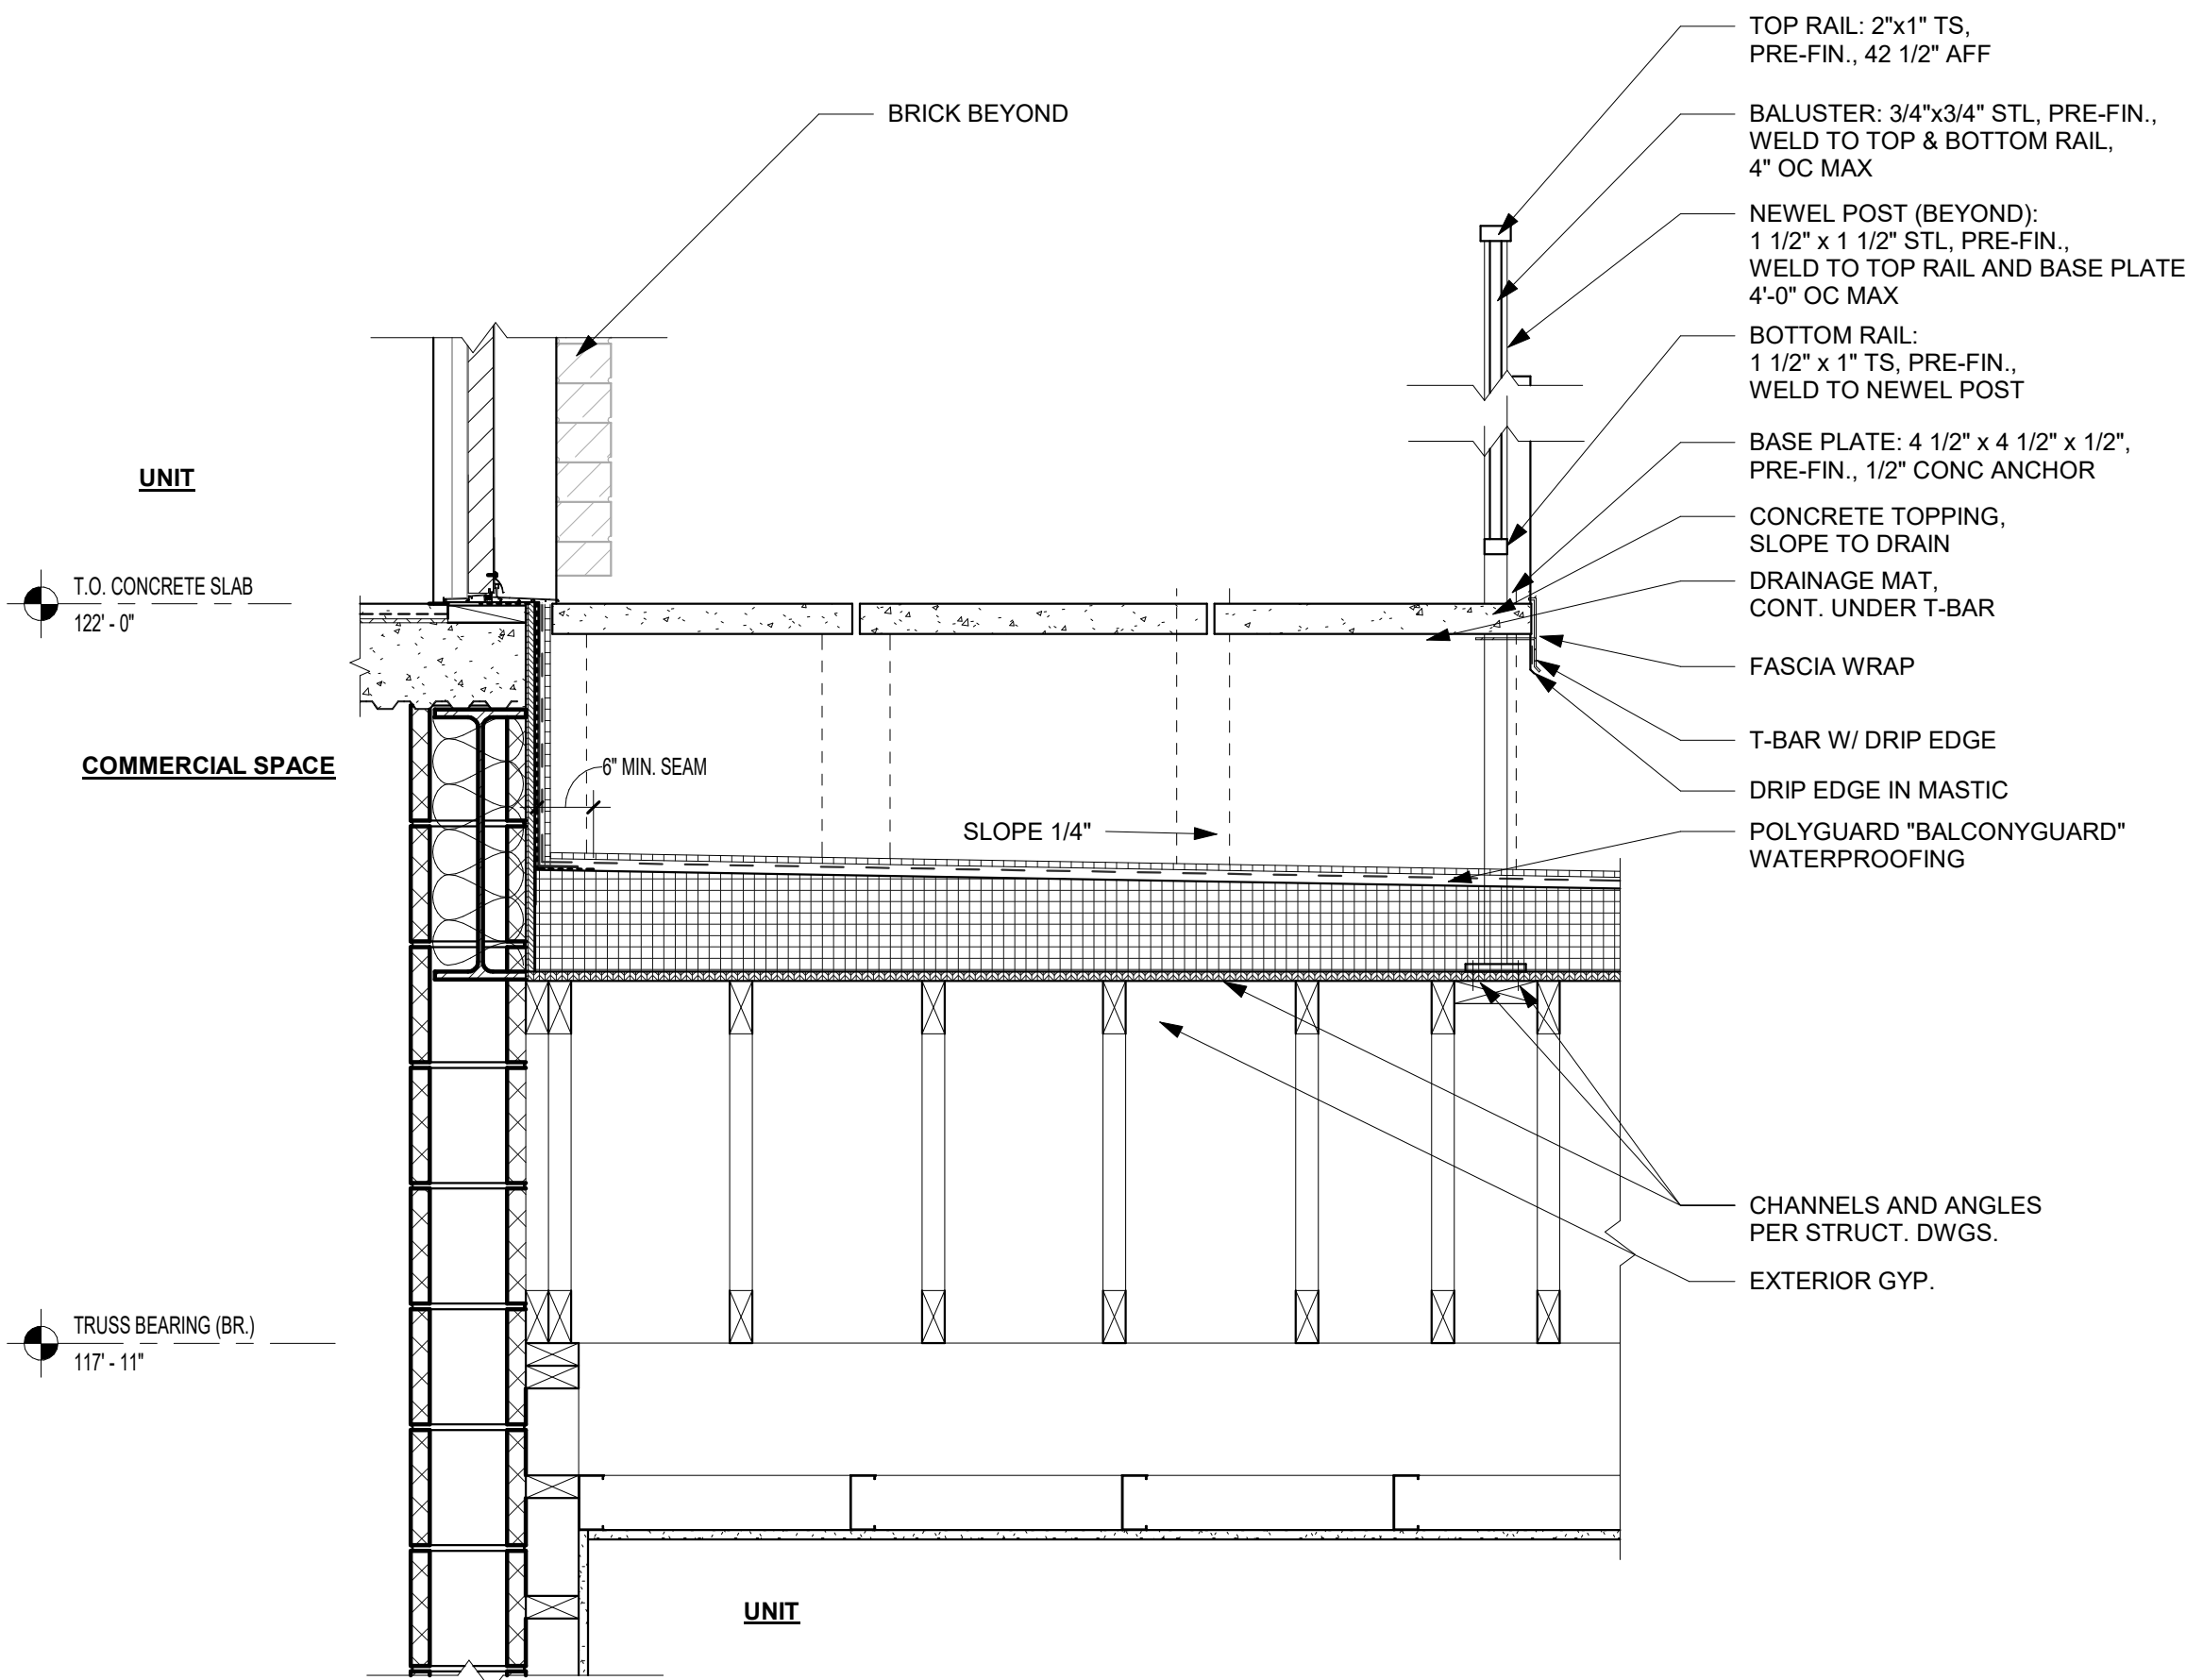 TOP RAIL: 2"x1" TS,
PRE-FIN., 42 1/2" AFF
BRICK BEYOND
BALUSTER: 3/4"x3/4" STL, PRE-FIN.,
WELD TO TOP & BOTTOM RAIL,
4" OC MAX
NEWEL POST (BEYOND):
1 1/2" x 1 1/2" STL, PRE-FIN.,
WELD TO TOP RAIL AND BASE PLATE
4'-0" OC MAX
BOTTOM RAIL:
1 1/2" x 1" TS, PRE-FIN.,
WELD TO NEWEL POST
UNIT
BASE PLATE: 4 1/2" x 4 1/2" x 1/2",
PRE-FIN., 1/2" CONC ANCHOR
CONCRETE TOPPING,
SLOPE TO DRAIN
T.O. CONCRETE SLAB
122' - 0"
DRAINAGE MAT,
CONT. UNDER T-BAR
FASCIA WRAP
COMMERCIAL SPACE
6" MIN. SEAM
T-BAR W/ DRIP EDGE
DRIP EDGE IN MASTIC
SLOPE 1/4"
POLYGUARD "BALCONYGUARD"
WATERPROOFING
CHANNELS AND ANGLES
PER STRUCT. DWGS.
EXTERIOR GYP.
TRUSS BEARING (BR.)
117' - 11"
UNIT